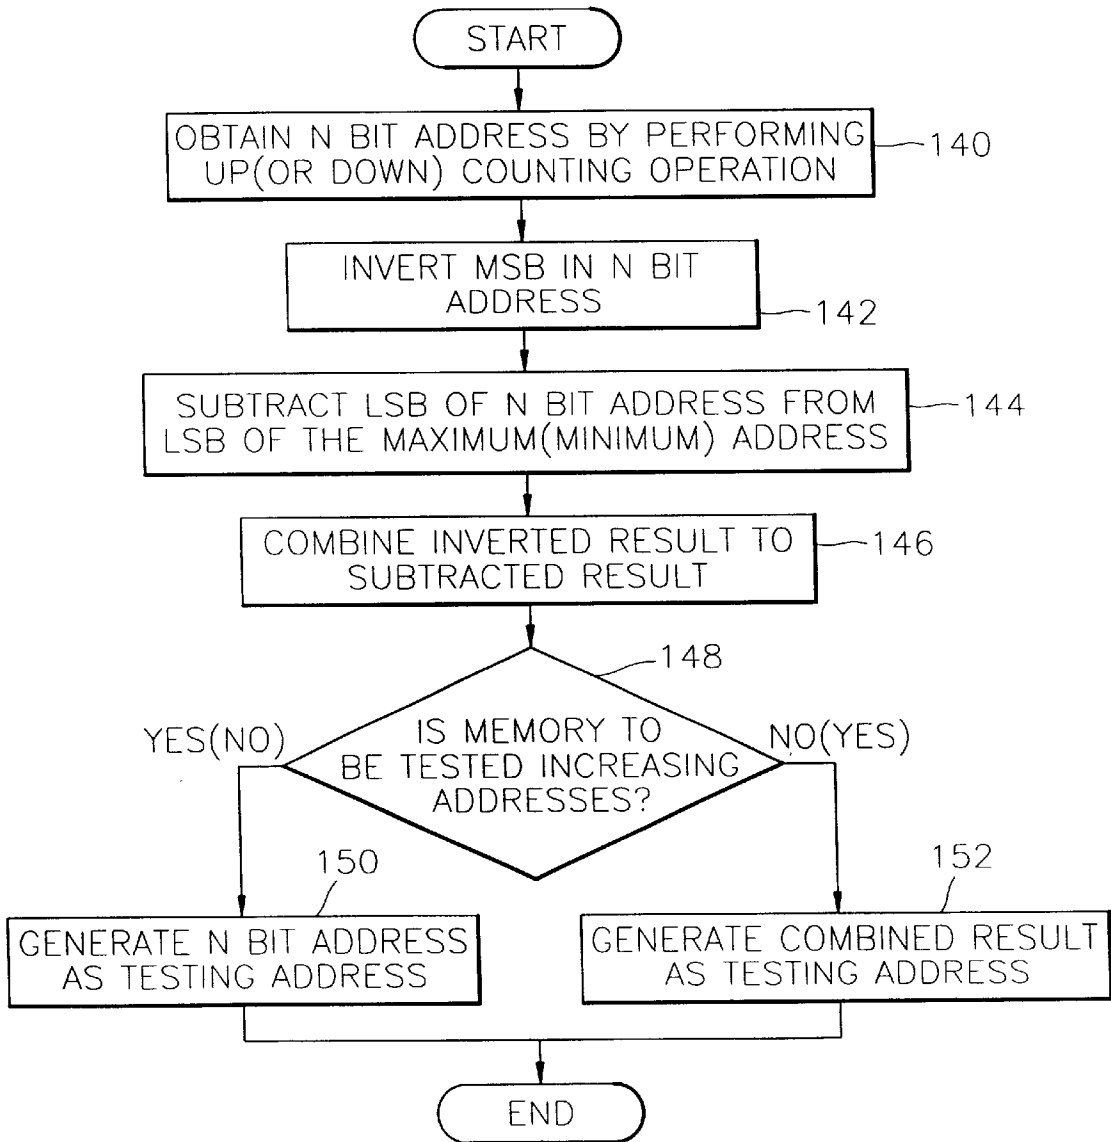 START
OBTAIN N BIT ADDRESS BY PERFORMING
UP(OR DOWN) COUNTING OPERATION
140
INVERT MSB IN N BIT
ADDRESS
142
SUBTRACT LSB OF N BIT ADDRESS FROM
LSB OF THE MAXIMUM(MINIMUM) ADDRESS
144
COMBINE INVERTED RESULT TO
SUBTRACTED RESULT
146
148
IS MEMORY TO
BE TESTED INCREASING
ADDRESSES?
YES(NO)
NO(YES)
150
GENERATE N BIT ADDRESS
AS TESTING ADDRESS
152
GENERATE COMBINED RESULT
AS TESTING ADDRESS
END